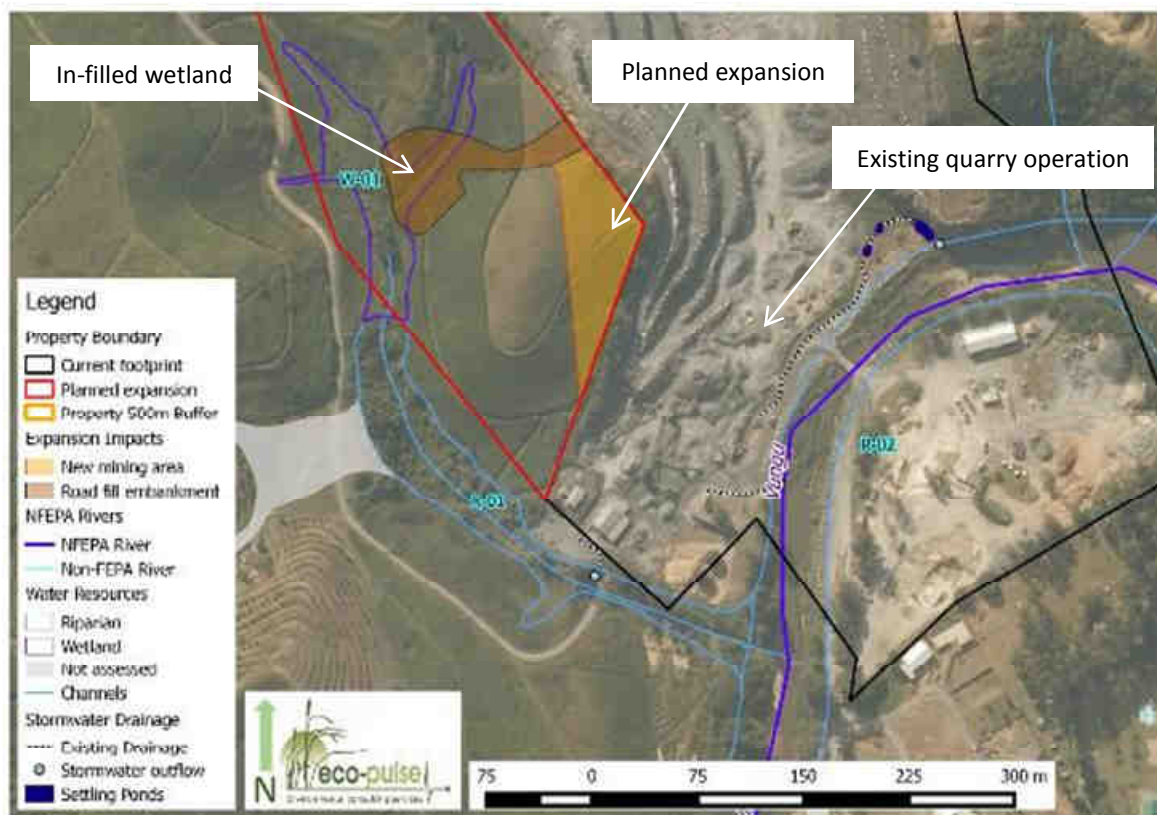 In-filled wetland
Planned expansion
Existing quarry operation
W-01
R-02
Vungu
Legend
Property Boundary
Current footprint
Planned expansion
Property 500m Buffer
Expansion Impacts
New mining area
Road fill embankment
NFEPA Rivers
NFEPA River
Non-FEPA River
Water Resources
Riparian
Wetland
Not assessed
Channels
Stormwater Drainage
Existing Drainage
Stormwater outflow
Settling Ponds
N
eco-pulse
75 0 75 150 225 300 m